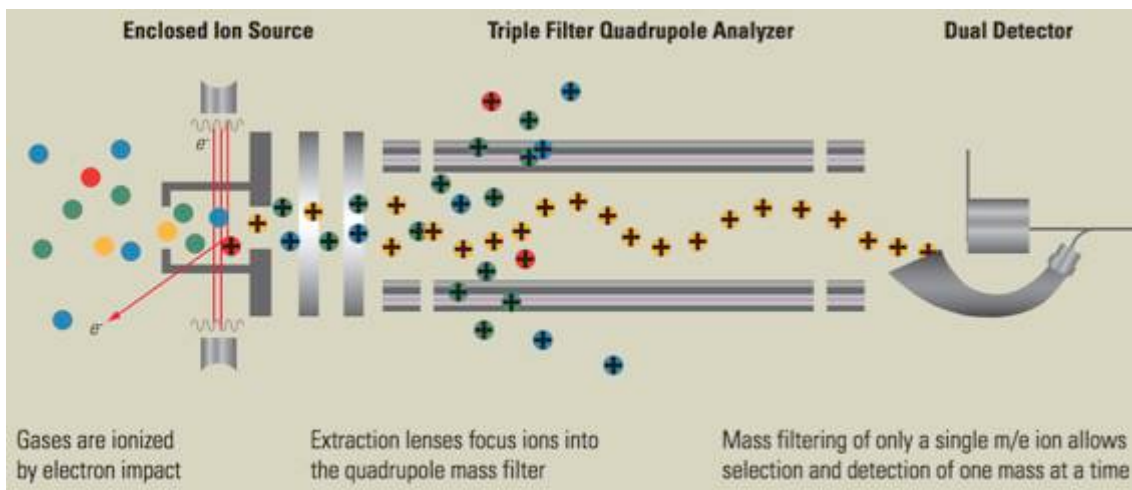 Enclosed Ion Source
Triple Filter Quadrupole Analyzer
Dual Detector
e-
e-
Gases are ionized
by electron impact
Extraction lenses focus ions into
the quadrupole mass filter
Mass filtering of only a single m/e ion allows
selection and detection of one mass at a time